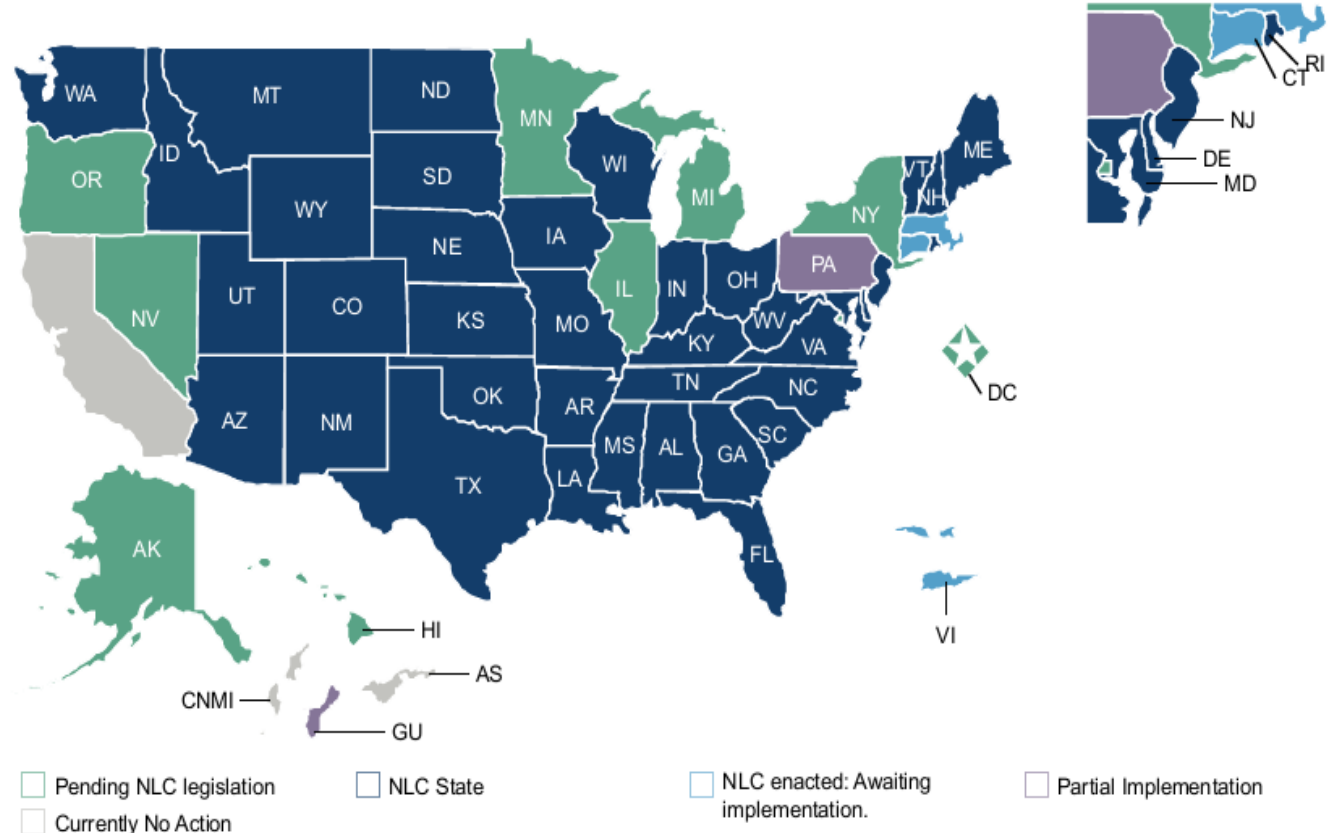 WA
MT
ND
MN
ID
OR
SD
WI
WY
MI
VT
ME
NH
NY
NE
IA
PA
NV
UT
CO
KS
MO
IL
IN
OH
WV
KY
VA
AZ
NM
OK
AR
TN
NC
TX
LA
MS
AL
GA
SC
FL
AK
HI
AS
CNMI
GU
DC
VI
RI
CT
NJ
DE
MD
Pending NLC legislation
NLC State
NLC enacted: Awaiting
implementation.
Partial Implementation
Currently No Action